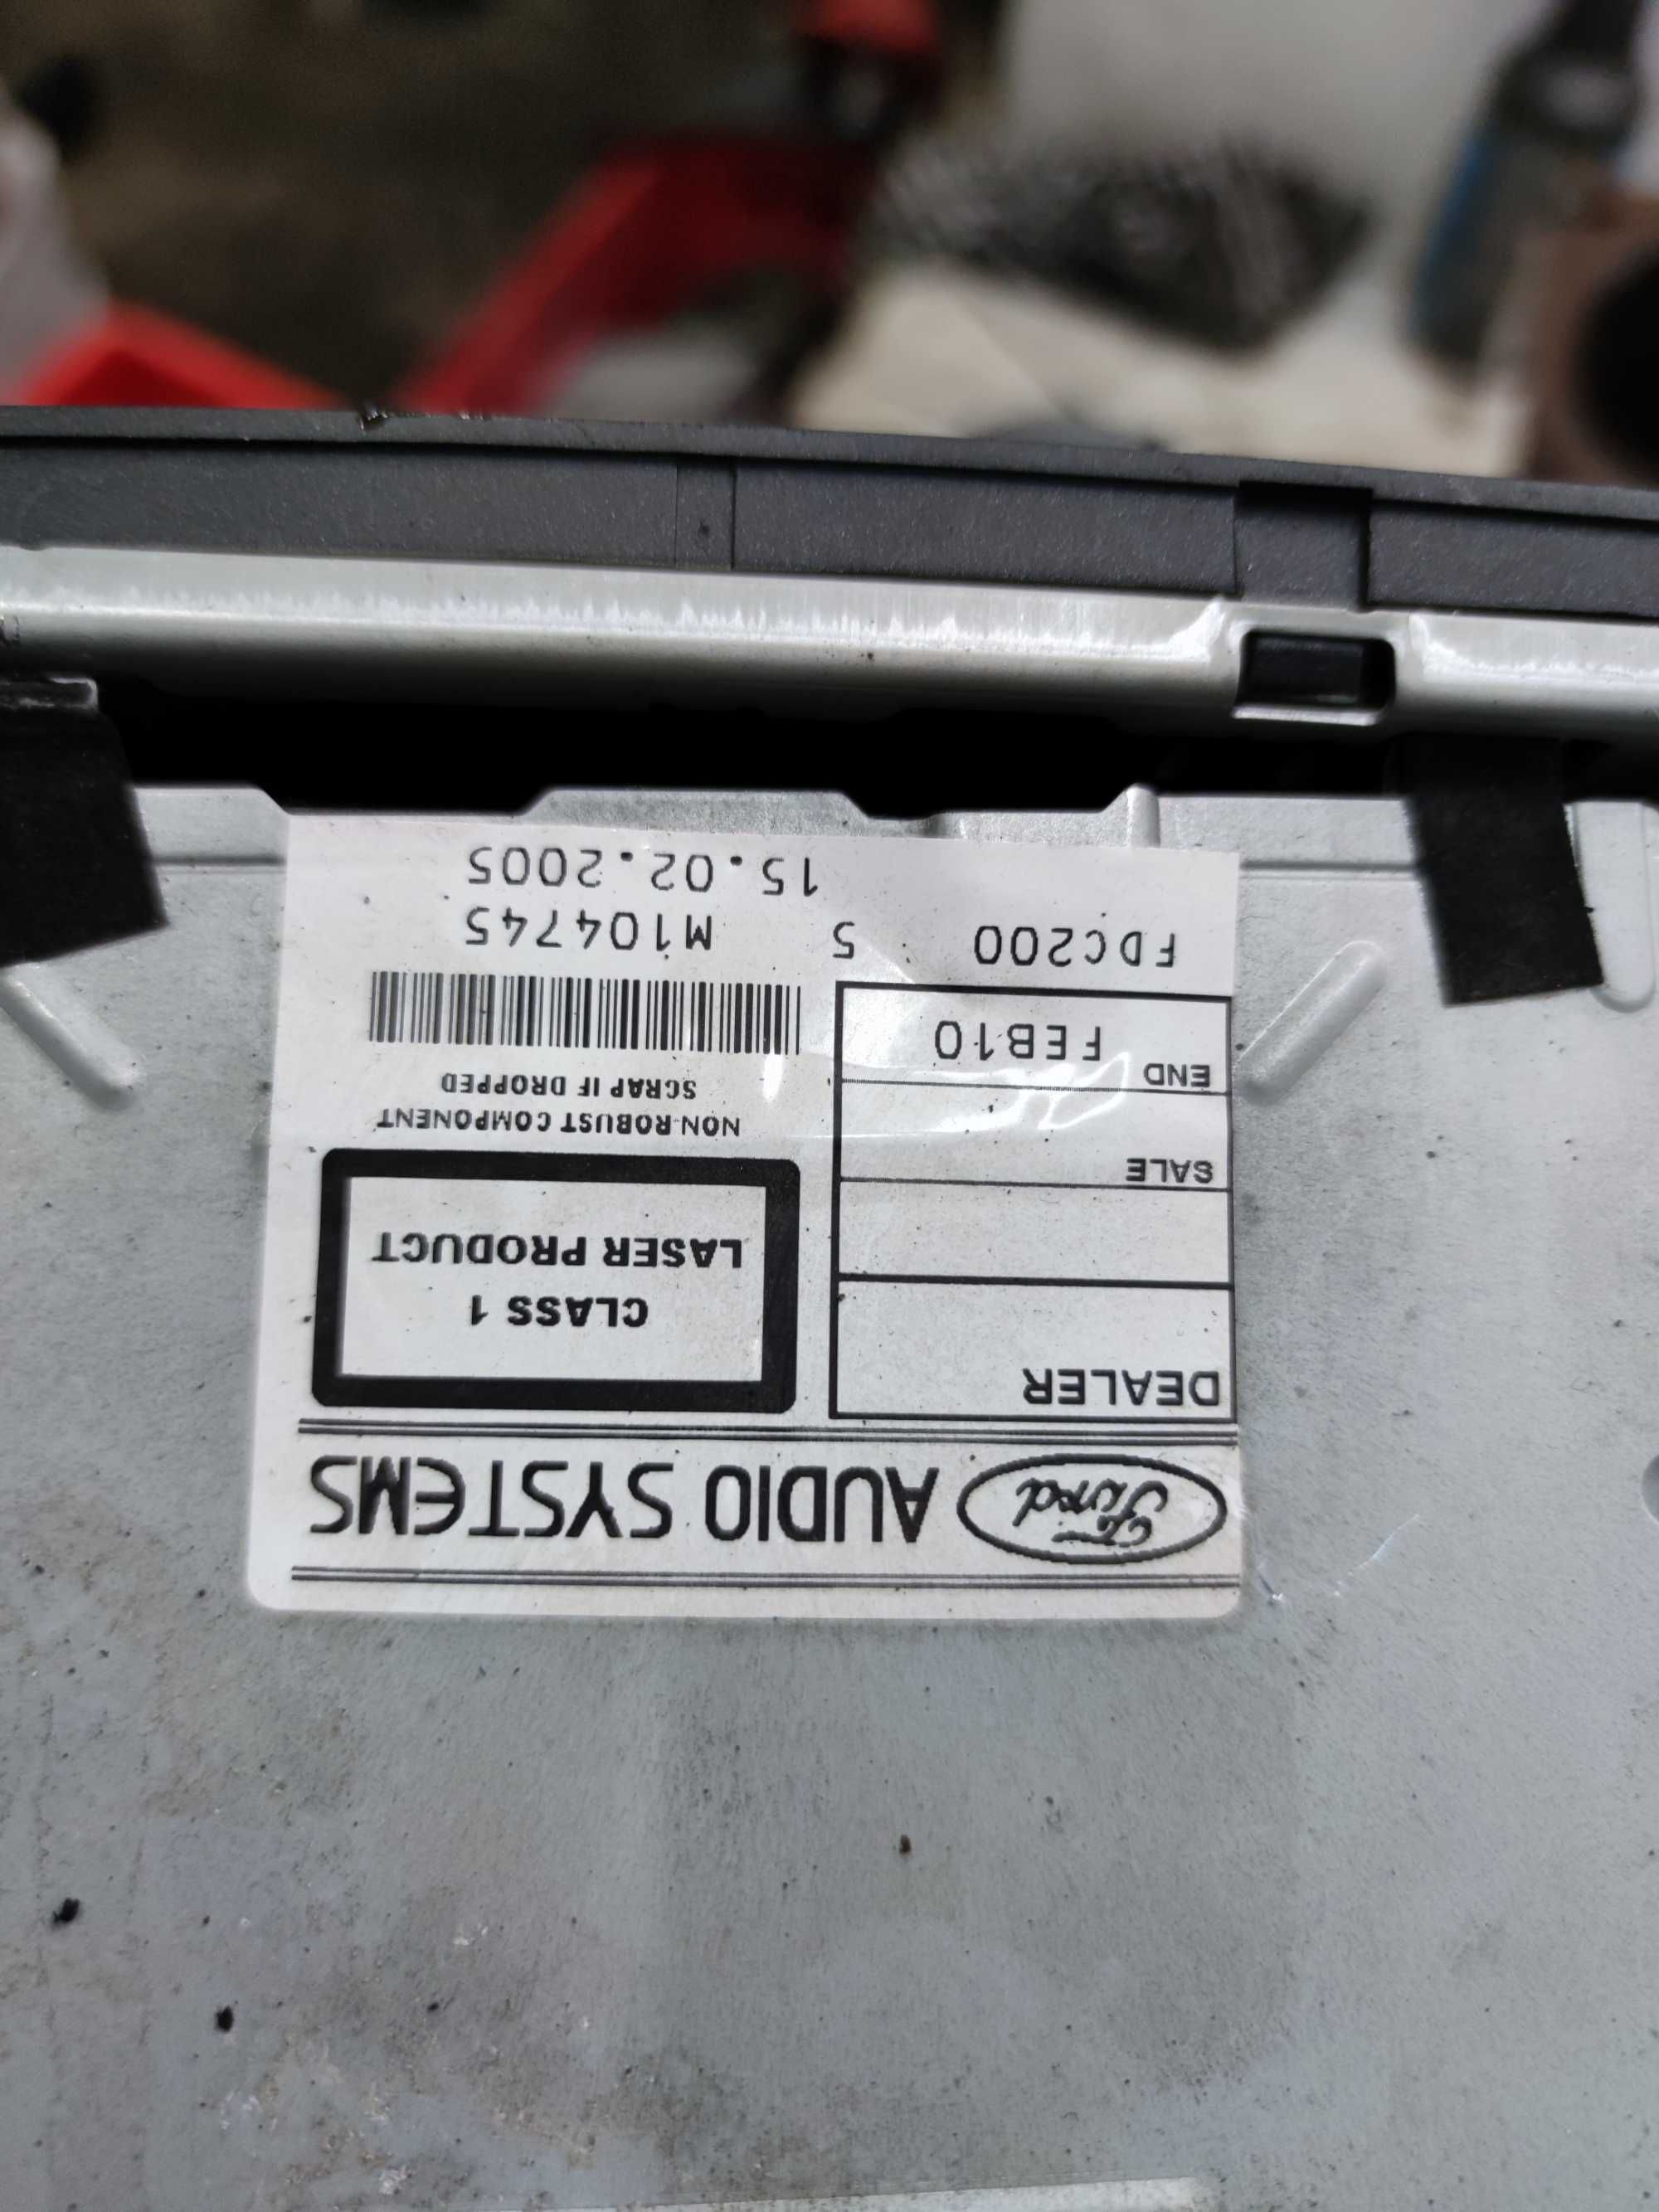 Ford AUDIO SYSTEMS
DEALER
SALE
END FEB10
CLASS 1
LASER PRODUCT
NON-ROBUST COMPONENT
SCRAP IF DROPPED
FDC200 5 M104745
15.02.2005